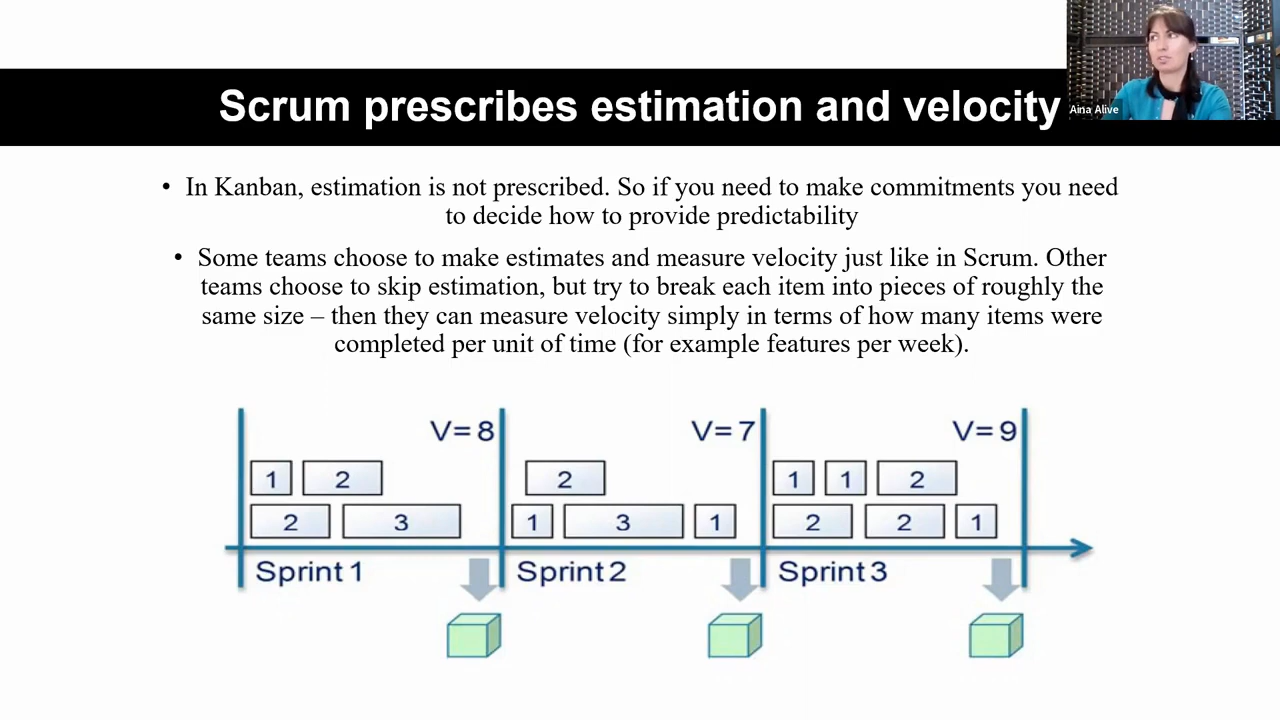 Scrum prescribes estimation and velocity
Aina Alive
• In Kanban, estimation is not prescribed. So if you need to make commitments you need
to decide how to provide predictability
• Some teams choose to make estimates and measure velocity just like in Scrum. Other
teams choose to skip estimation, but try to break each item into pieces of roughly the
same size – then they can measure velocity simply in terms of how many items were
completed per unit of time (for example features per week).
V=8
1 2
2 3
Sprint 1
V=7
2
1 3 1
Sprint 2
V=9
1 1 2
2 2 1
Sprint 3